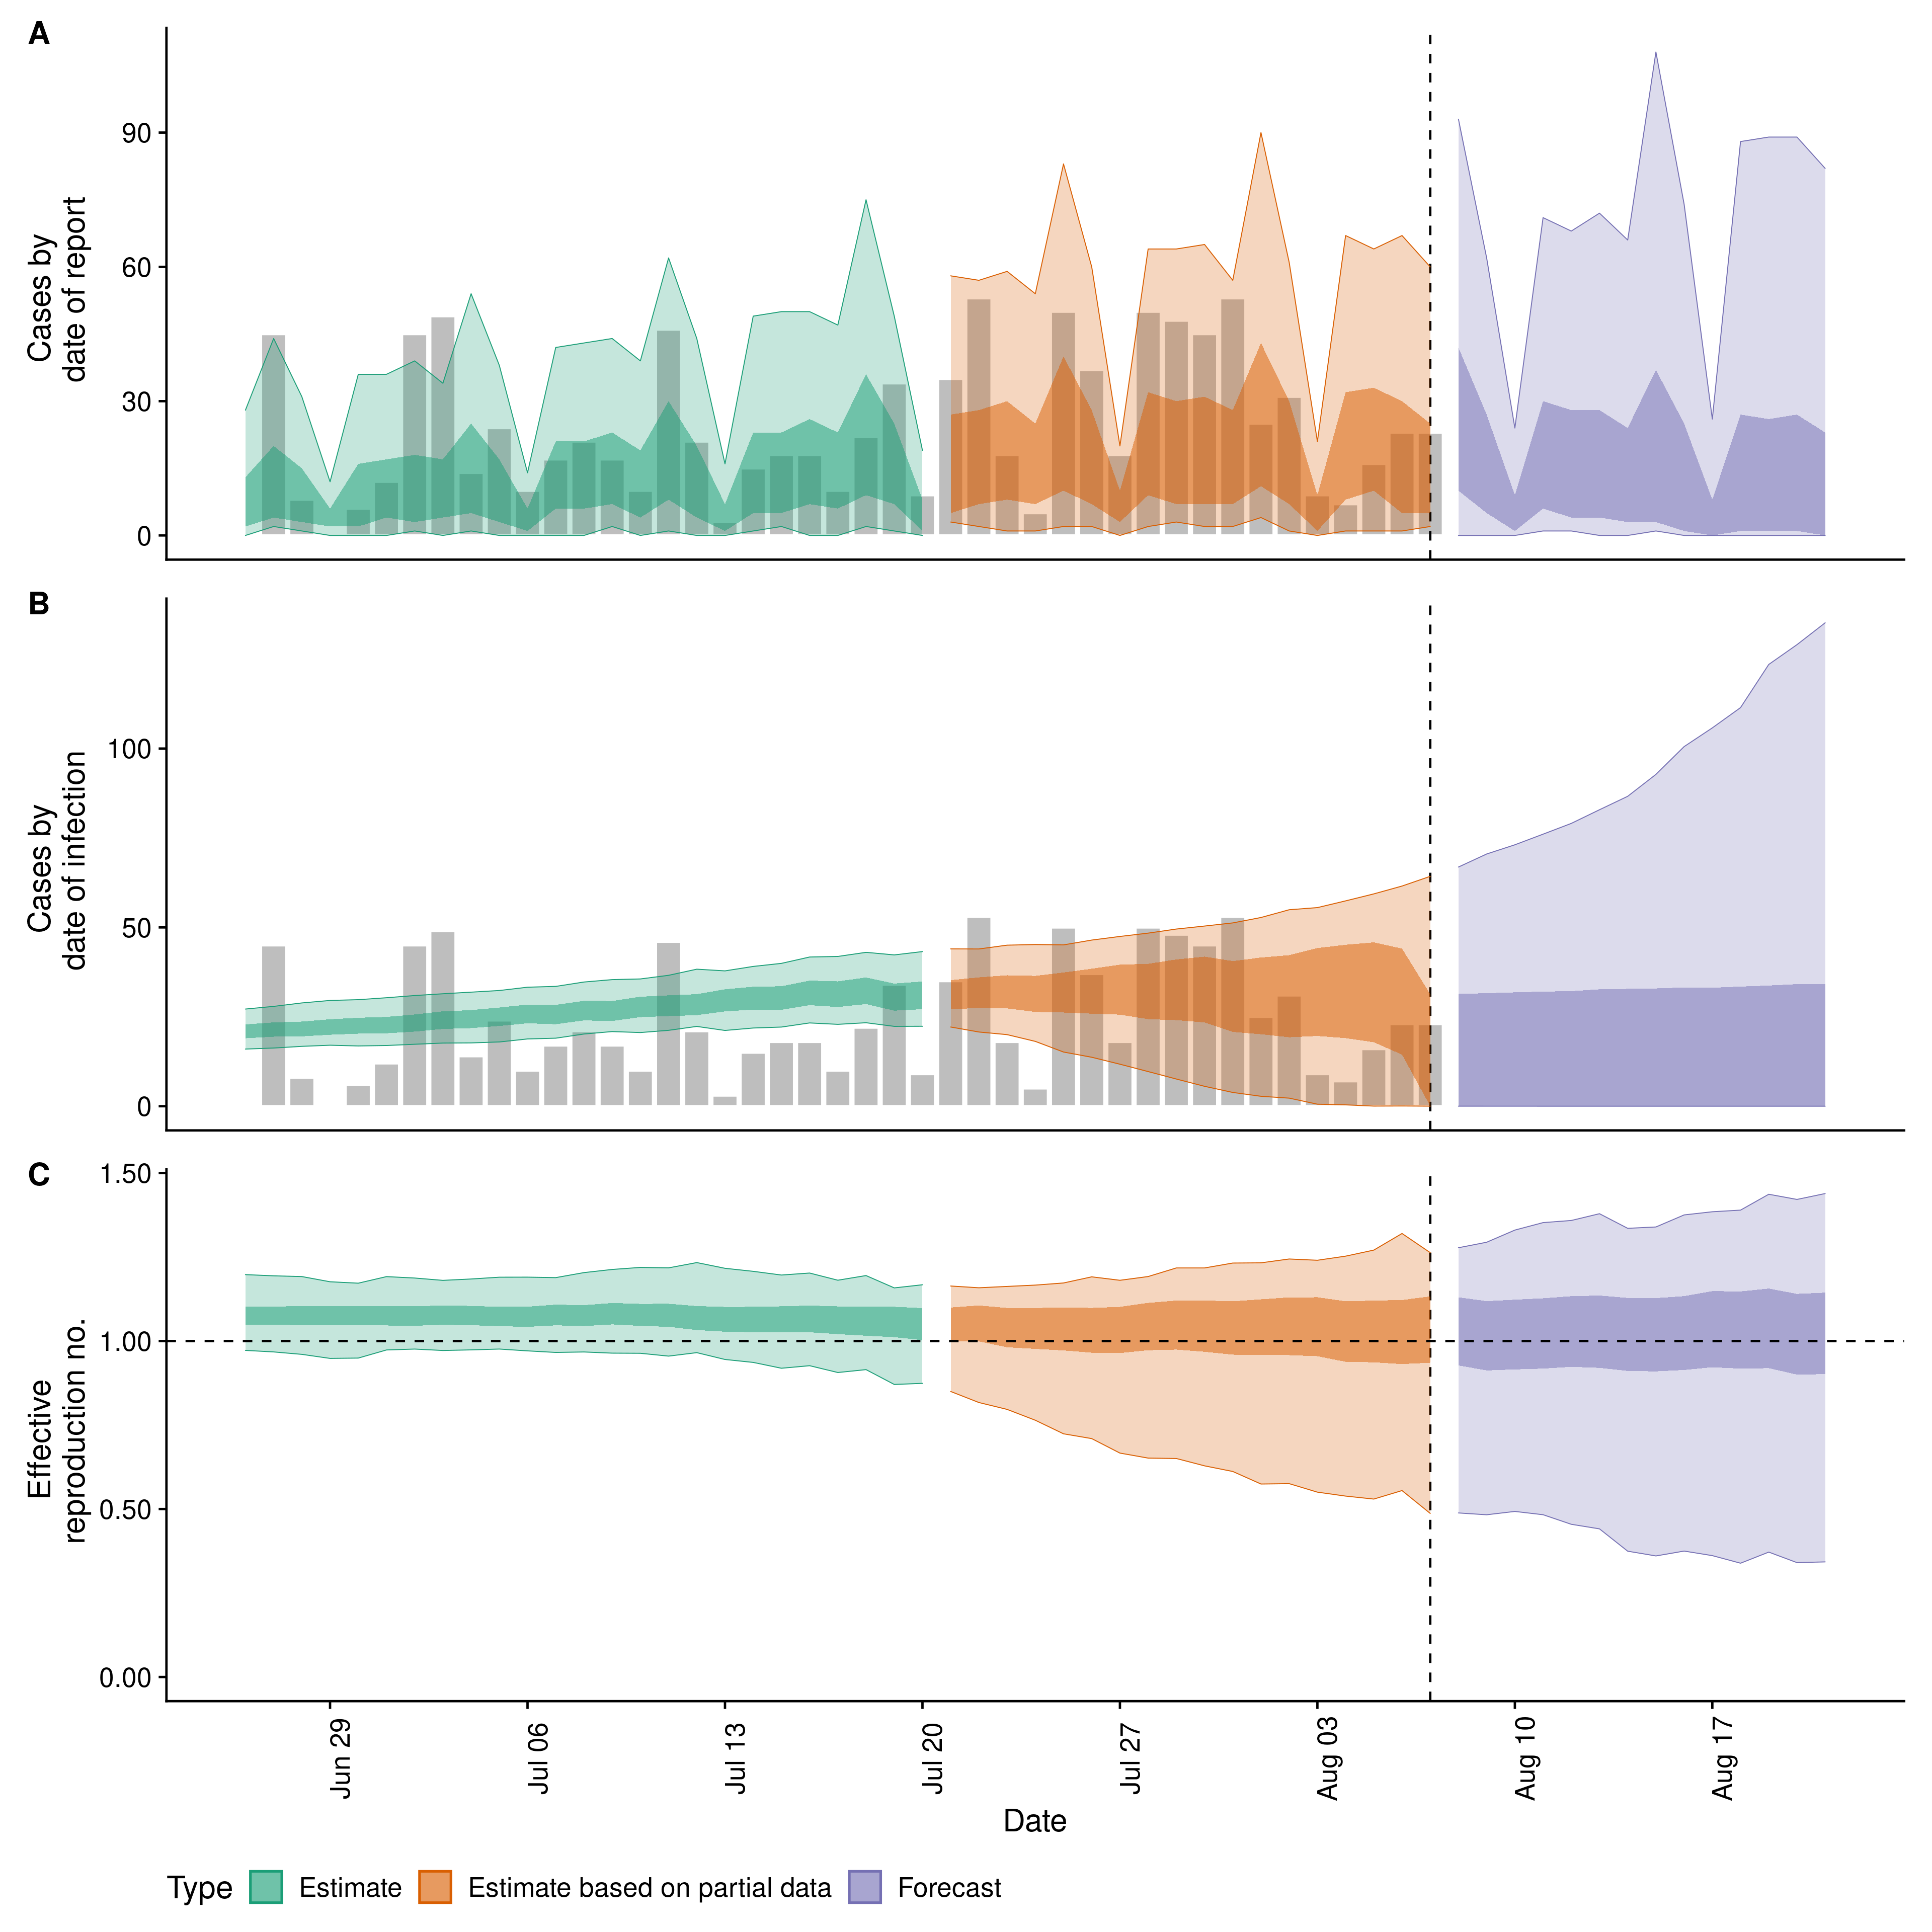 A
Cases by
date of report
90
60
30
0
B
Cases by
date of infection
100
50
0
C
Effective
reproduction no.
1.50
1.00
0.50
0.00
Jun 29
Jul 06
Jul 13
Jul 20
Jul 27
Aug 03
Aug 10
Aug 17
Date
Type Estimate Estimate based on partial data Forecast